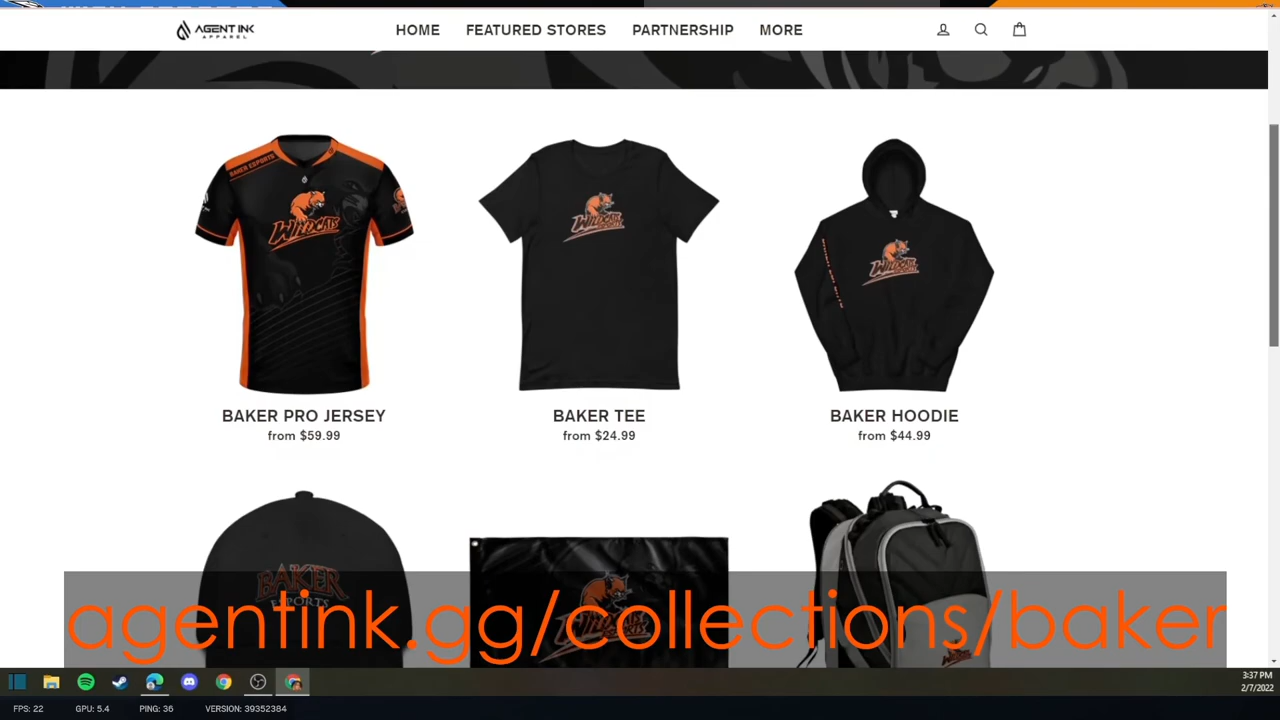 AGENT INK
APPAREL
HOME
FEATURED STORES
PARTNERSHIP
MORE
BAKER ESPORTS
WILDCATS
WILDCATS
WILDCATS
BAKER PRO JERSEY
from $59.99
BAKER TEE
from $24.99
BAKER HOODIE
from $44.99
BAKER
ESPORTS
WILDCATS
agentink.gg/collections/baker
3:37 PM
2/7/2022
FPS: 22
GPU: 5.4
PING: 36
VERSION: 39352384